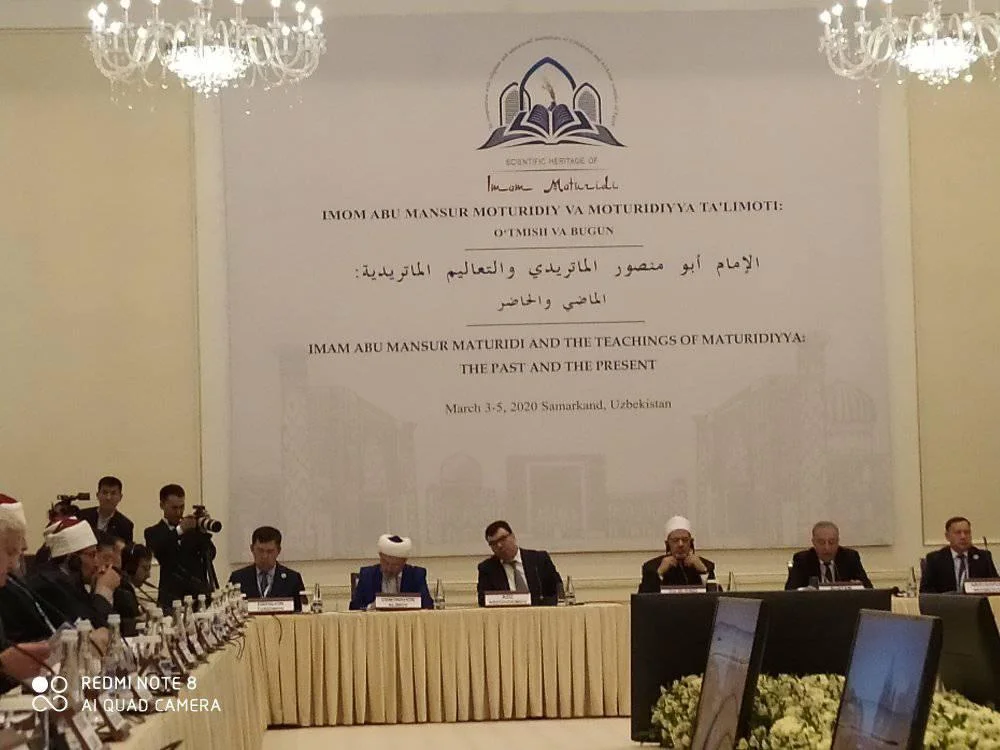 SCIENTIFIC HERITAGE OF
Imom Moturidi
IMOM ABU MANSUR MOTURIDIY VA MOTURIDIYYA TA'LIMOTI:
O'TMISH VA BUGUN
الإمام أبو منصور الماتريدي والتعاليم الماتريدية:
الماضي والحاضر
IMAM ABU MANSUR MATURIDI AND THE TEACHINGS OF MATURIDIYYA:
THE PAST AND THE PRESENT
March 3-5, 2020 Samarkand, Uzbekistan
REDMI NOTE 8
AI QUAD CAMERA